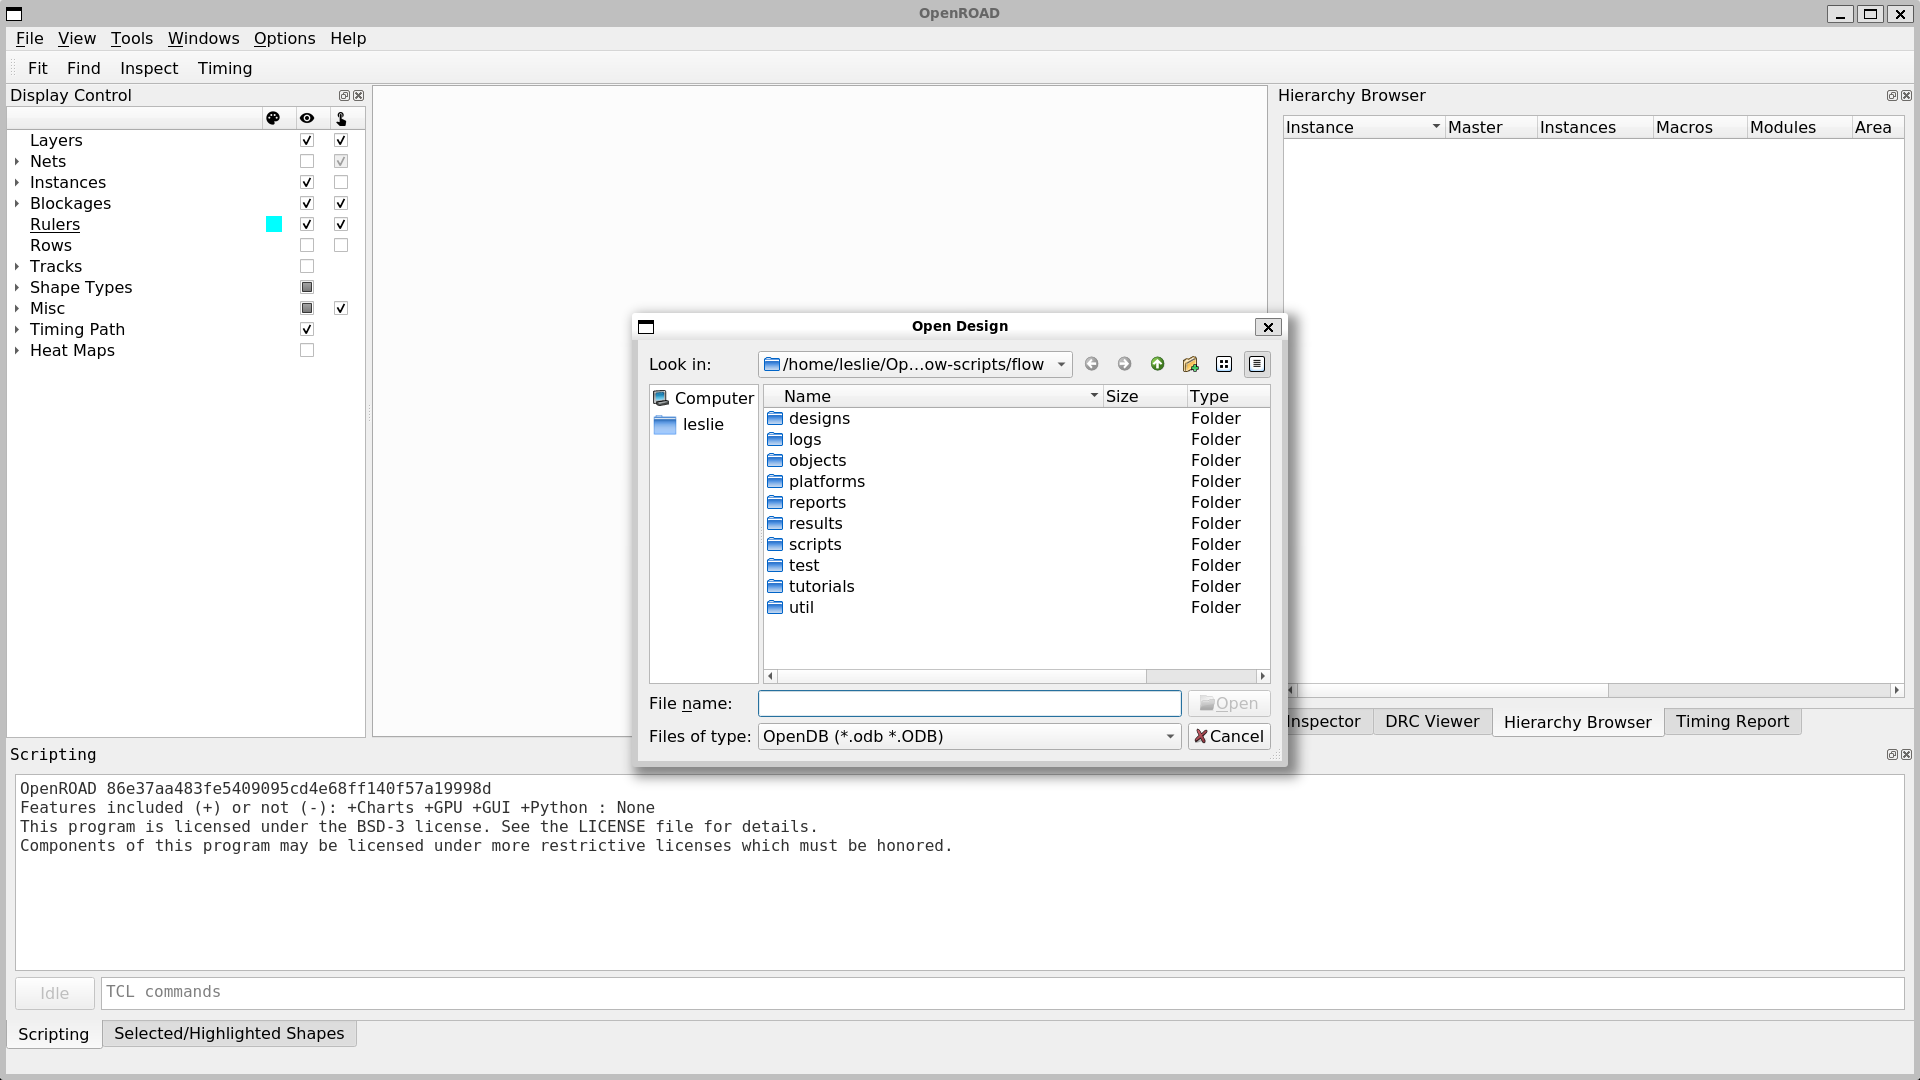 OpenROAD
File View Tools Windows Options Help
Fit Find Inspect Timing
Display Control
Layers
Nets
Instances
Blockages
Rulers
Rows
Tracks
Shape Types
Misc
Timing Path
Heat Maps
Hierarchy Browser
Instance Master Instances Macros Modules Area
Open Design
Look in: /home/leslie/Op...ow-scripts/flow
Computer
leslie
Name Size Type
designs Folder
logs Folder
objects Folder
platforms Folder
reports Folder
results Folder
scripts Folder
test Folder
tutorials Folder
util Folder
File name: Open
Files of type: OpenDB (*.odb *.ODB) Cancel
Inspector DRC Viewer Hierarchy Browser Timing Report
Scripting
OpenROAD 86e37aa483fe5409095cd4e68ff140f57a19998d
Features included (+) or not (-): +Charts +GPU +GUI +Python : None
This program is licensed under the BSD-3 license. See the LICENSE file for details.
Components of this program may be licensed under more restrictive licenses which must be honored.
Idle TCL commands
Scripting Selected/Highlighted Shapes